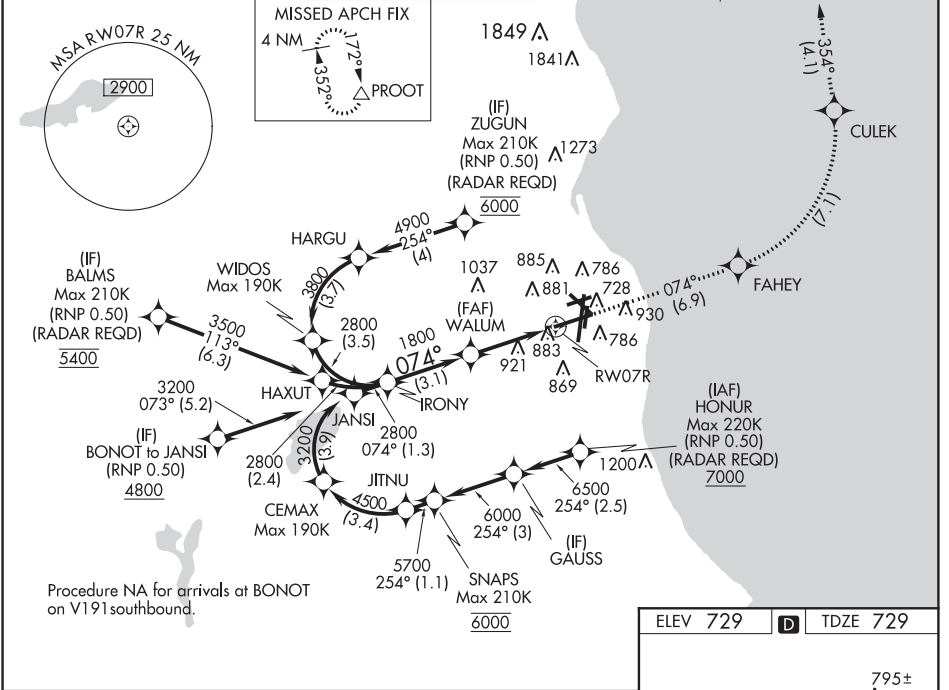 MSA RW07R 25 NM
2900
MISSED APCH FIX
4 NM
172°
352°
PROOT
1849
1841
354°
(4.1)
CULEK
(IF)
ZUGUN
Max 210K
(RNP 0.50)
(RADAR REQD)
6000
1273
4900
254°
(4)
HARGU
3800
(3.7)
WIDOS
Max 190K
(7.1)
FAHEY
074°
(6.9)
(IF)
BALMS
Max 210K
(RNP 0.50)
(RADAR REQD)
5400
3500
113°
(6.3)
2800
(3.5)
1037
885
881
786
728
930
786
(FAF)
WALUM
1800
074°
(3.1)
921
883
869
RW07R
HAXUT
JANSI
IRONY
3200
073° (5.2)
(IF)
BONOT to JANSI
(RNP 0.50)
4800
2800
(2.4)
2800
074° (1.3)
3200
(3.9)
CEMAX
Max 190K
JITNU
4500
(3.4)
5700
254° (1.1)
SNAPS
Max 210K
6000
6000
254° (3)
(IF)
GAUSS
6500
254° (2.5)
1200
(IAF)
HONUR
Max 220K
(RNP 0.50)
(RADAR REQD)
7000
Procedure NA for arrivals at BONOT
on V191southbound.
ELEV 729 D TDZE 729
795±